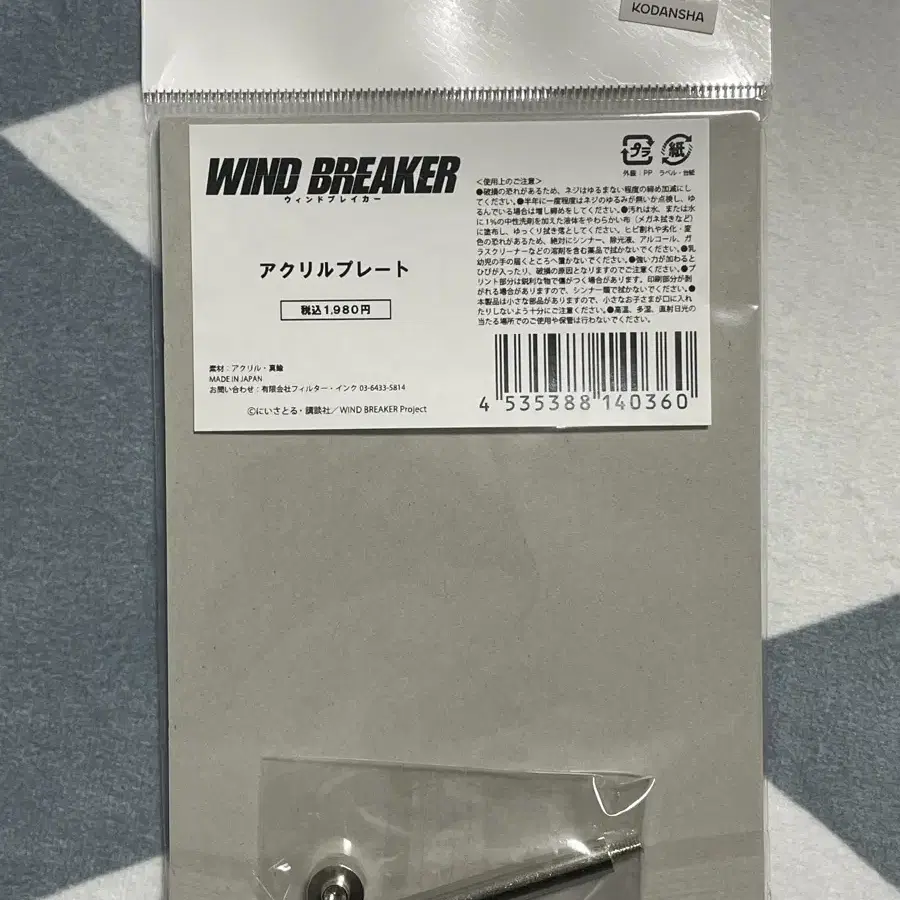 KODANSHA
WIND BREAKER
ウィンドブレイカー
アクリルプレート
税込1,980円
素材：アクリル・真鍮
MADE IN JAPAN
お問い合わせ：有限会社フィルター・インク 03-6433-5814
©にいさとる・講談社／WIND BREAKER Project
プラ
紙
外装：PP ラベル・台紙
＜使用上のご注意＞
●破損の恐れがあるため、ネジはゆるまない程度の締め加減にし
てください。●半年に一度程度はネジのゆるみが無いか点検し、ゆ
るんでいる場合は増し締めをしてください。●汚れは水、または水
に1%の中性洗剤を加えた液体をやわらかい布（メガネ拭きなど）
に塗布し、ゆっくり拭き落としてください。ヒビ割れや劣化・変
色の恐れがあるため、絶対にシンナー、除光液、アルコール、ガ
ラスクリーナーなどの溶剤を含む薬品で拭かないでください。●乳
幼児の手の届くところへ置かないでください。●強い力が加わると
ひびが入ったり、破損の原因となりますのでご注意ください。●プ
リント部分は鋭利な物で傷がつく場合があります。印刷部分が剥
がれる場合がありますので、シンナー類で拭かないでください。●
本製品は小さな部品がありますので、小さなお子さまが口に入れ
たりしないよう十分にご注意ください。●高温、多湿、直射日光の
当たる場所でのご使用や保管は行わないでください。
4 535388 140360